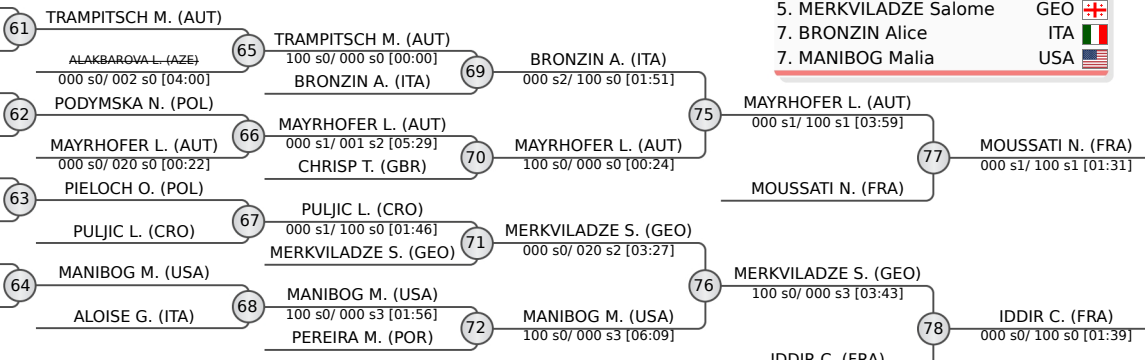 61
TRAMPITSCH M. (AUT)
ALAKBAROVA L. (AZE)
000 s0/ 002 s0 [04:00]
62
PODYMSKA N. (POL)
MAYRHOFER L. (AUT)
000 s0/ 020 s0 [00:22]
63
PIELOCH O. (POL)
PULJIC L. (CRO)
64
MANIBOG M. (USA)
ALOISE G. (ITA)
65
TRAMPITSCH M. (AUT)
100 s0/ 000 s0 [00:00]
BRONZIN A. (ITA)
66
MAYRHOFER L. (AUT)
000 s1/ 001 s2 [05:29]
CHRISP T. (GBR)
67
PULJIC L. (CRO)
000 s1/ 100 s0 [01:46]
MERKVILADZE S. (GEO)
68
MANIBOG M. (USA)
100 s0/ 000 s3 [01:56]
PEREIRA M. (POR)
69
BRONZIN A. (ITA)
000 s2/ 100 s0 [01:51]
70
MAYRHOFER L. (AUT)
100 s0/ 000 s0 [00:24]
71
MERKVILADZE S. (GEO)
000 s0/ 020 s2 [03:27]
72
MANIBOG M. (USA)
100 s0/ 000 s3 [06:09]
75
MAYRHOFER L. (AUT)
000 s1/ 100 s1 [03:59]
MOUSSATI N. (FRA)
76
MERKVILADZE S. (GEO)
100 s0/ 000 s3 [03:43]
IDDIR C. (FRA)
77
MOUSSATI N. (FRA)
000 s1/ 100 s1 [01:31]
78
IDDIR C. (FRA)
000 s0/ 100 s0 [01:39]
5. MERKVILADZE Salome GEO
7. BRONZIN Alice ITA
7. MANIBOG Malia USA